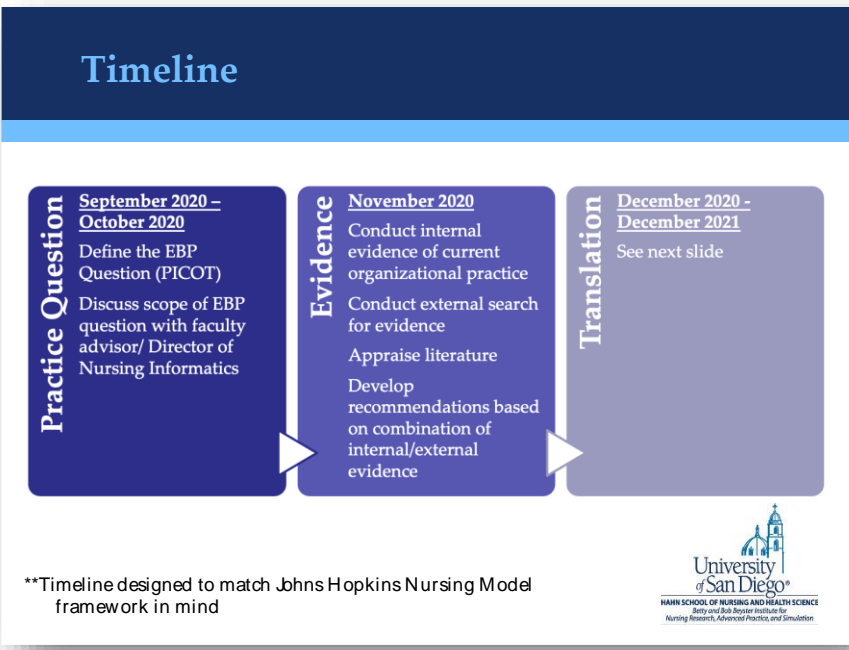 Timeline
Practice Question
September 2020 –
October 2020
Define the EBP
Question (PICOT)
Discuss scope of EBP
question with faculty
advisor/ Director of
Nursing Informatics
Evidence
November 2020
Conduct internal
evidence of current
organizational practice
Conduct external search
for evidence
Appraise literature
Develop
recommendations based
on combination of
internal/external
evidence
Translation
December 2020 -
December 2021
See next slide
**Timeline designed to match Johns Hopkins Nursing Model
framework in mind
University
of San Diego®
HAHN SCHOOL OF NURSING AND HEALTH SCIENCE
Betty and Bob Beyster Institute for
Nursing Research, Advanced Practice, and Simulation